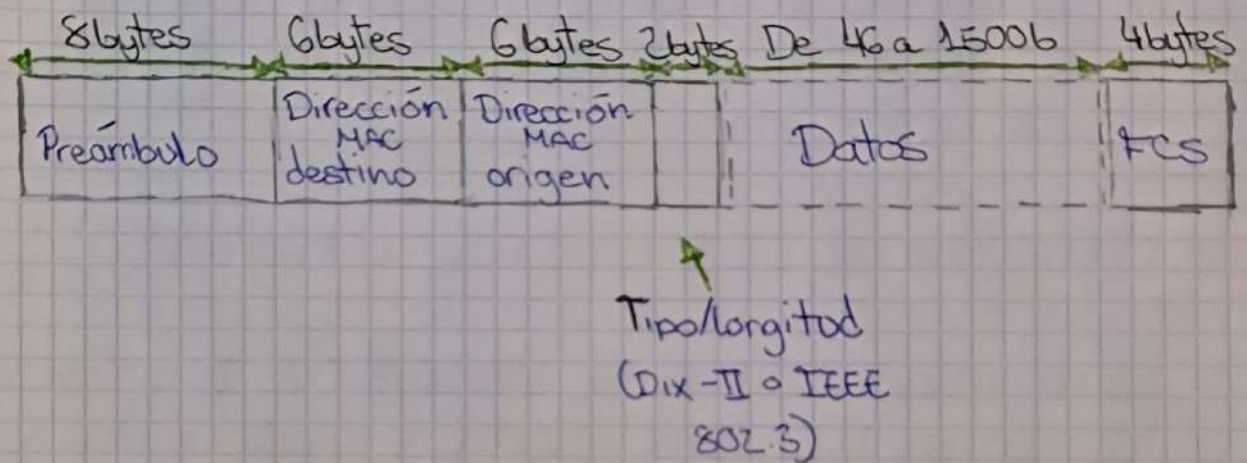 8bytes 6bytes 6bytes 2bytes De 46 a 1500b 4bytes
Preámbulo
Dirección
MAC
destino
Dirección
MAC
origen
Datos
FCS
Tipo/longitud
(Dix-II o IEEE
802.3)